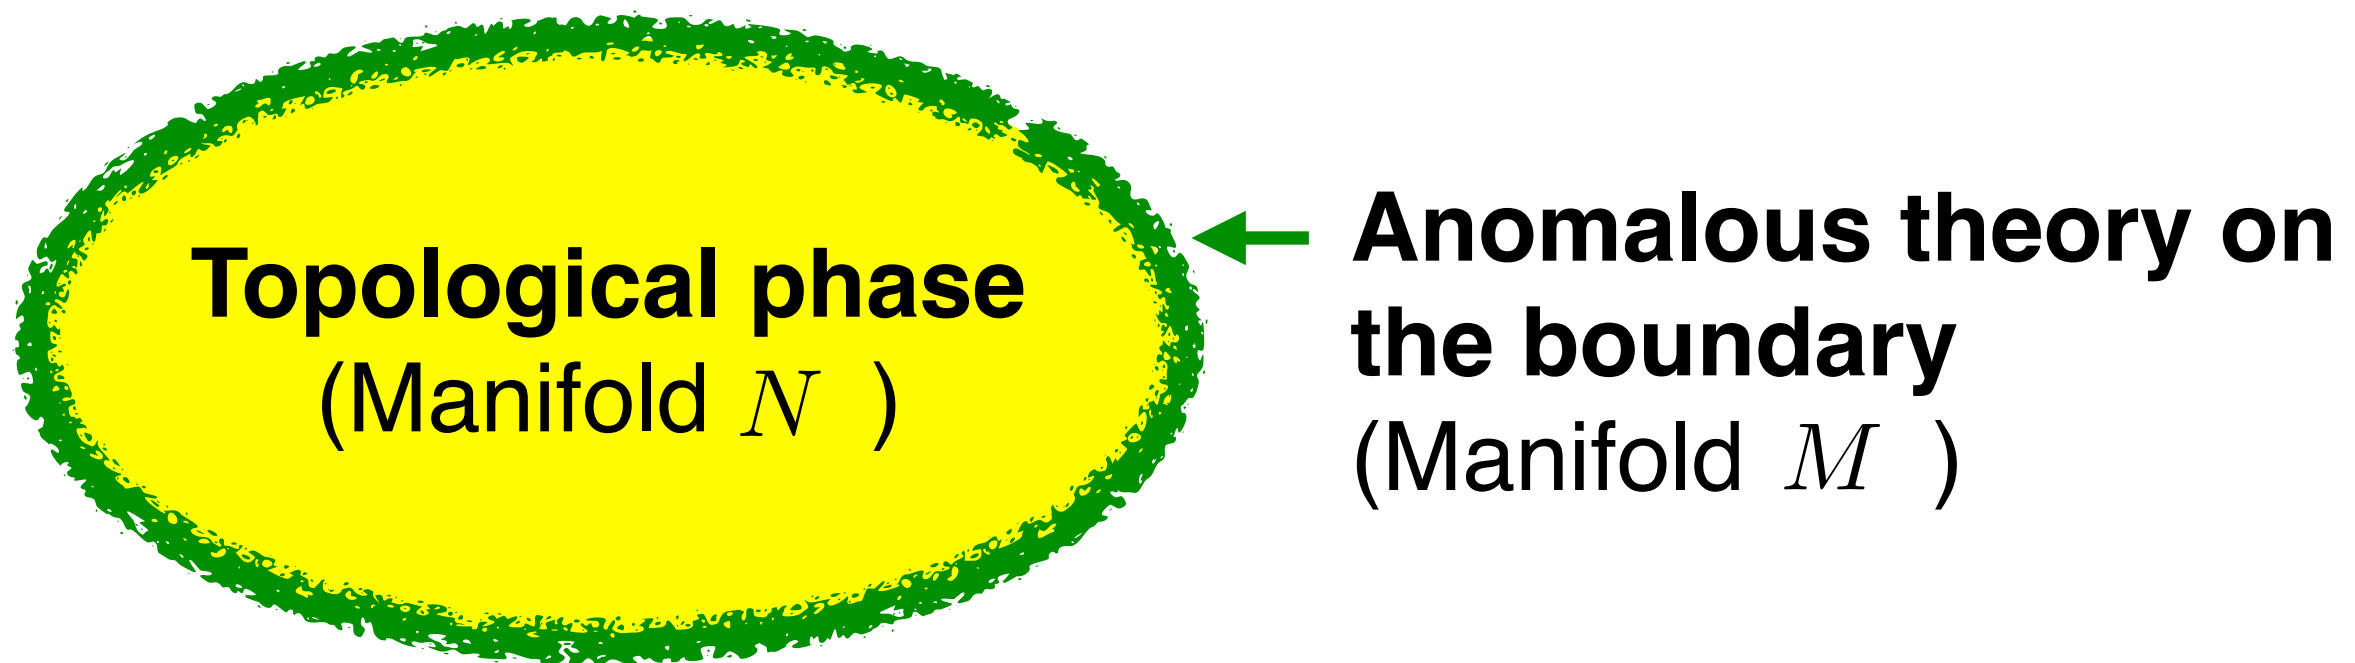 Topological phase
(Manifold N )
Anomalous theory on
the boundary
(Manifold M )